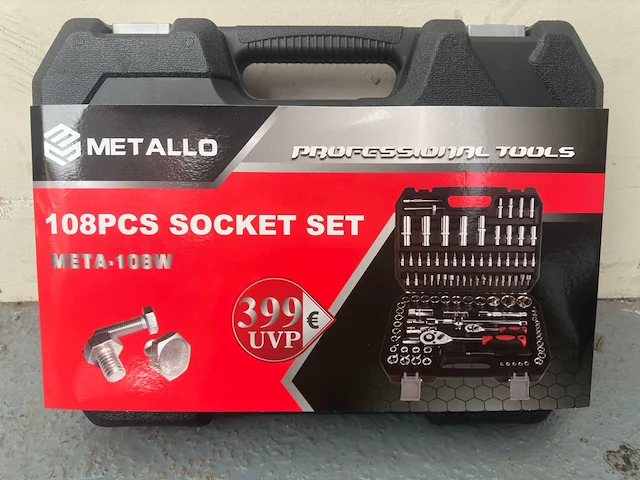 METALLO
PROFESSIONAL TOOLS
108PCS SOCKET SET
META-108W
399 €
UVP